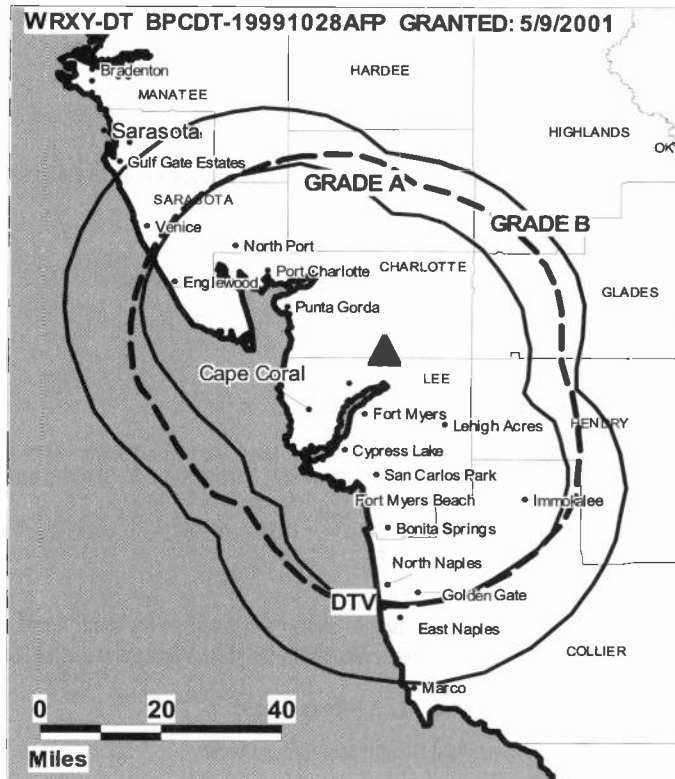 WRXY-DT BPCDT-19991028AFP GRANTED: 5/9/2001
Bradenton
HARDEE
MANATEE
Sarasota
HIGHLANDS
OK
Gulf Gate Estates
GRADE A
SARASOTA
GRADE B
Venice
North Port
Port Charlotte
CHARLOTTE
Englewood
GLADES
Punta Gorda
Cape Coral
LEE
Fort Myers
Lehigh Acres
HENDRY
Cypress Lake
San Carlos Park
Fort Myers Beach
Immokalee
Bonita Springs
North Naples
DTV
Golden Gate
East Naples
COLLIER
Marco
0 20 40
Miles